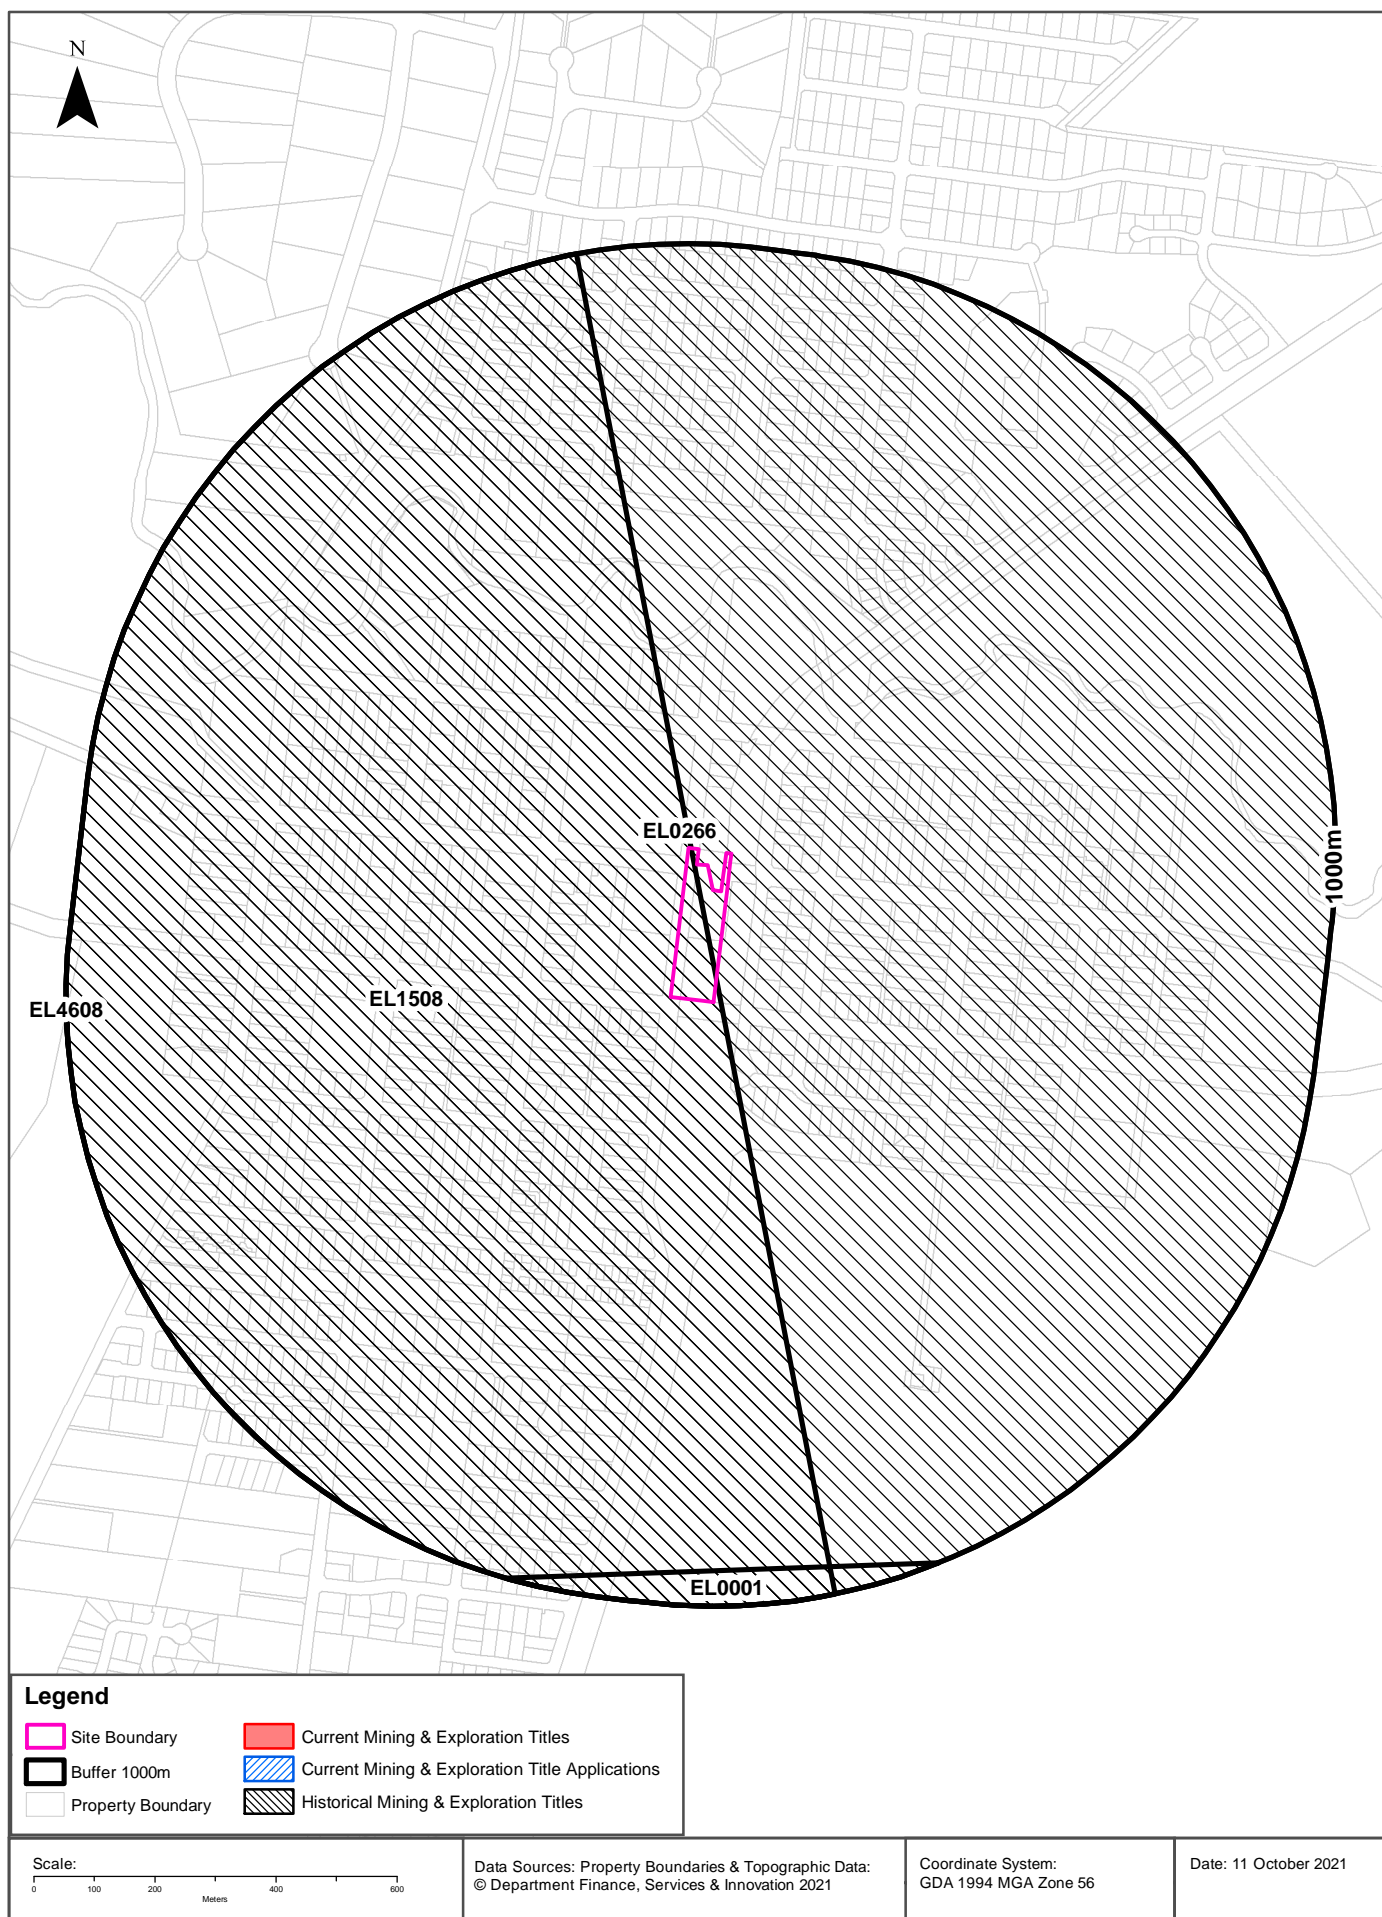 N
EL0266
1000m
EL1508
EL4608
EL0001
Legend
Site Boundary
Buffer 1000m
Property Boundary
Current Mining & Exploration Titles
Current Mining & Exploration Title Applications
Historical Mining & Exploration Titles
Scale:
0 100 200 400 600
Meters
Data Sources: Property Boundaries & Topographic Data:
© Department Finance, Services & Innovation 2021
Coordinate System:
GDA 1994 MGA Zone 56
Date: 11 October 2021